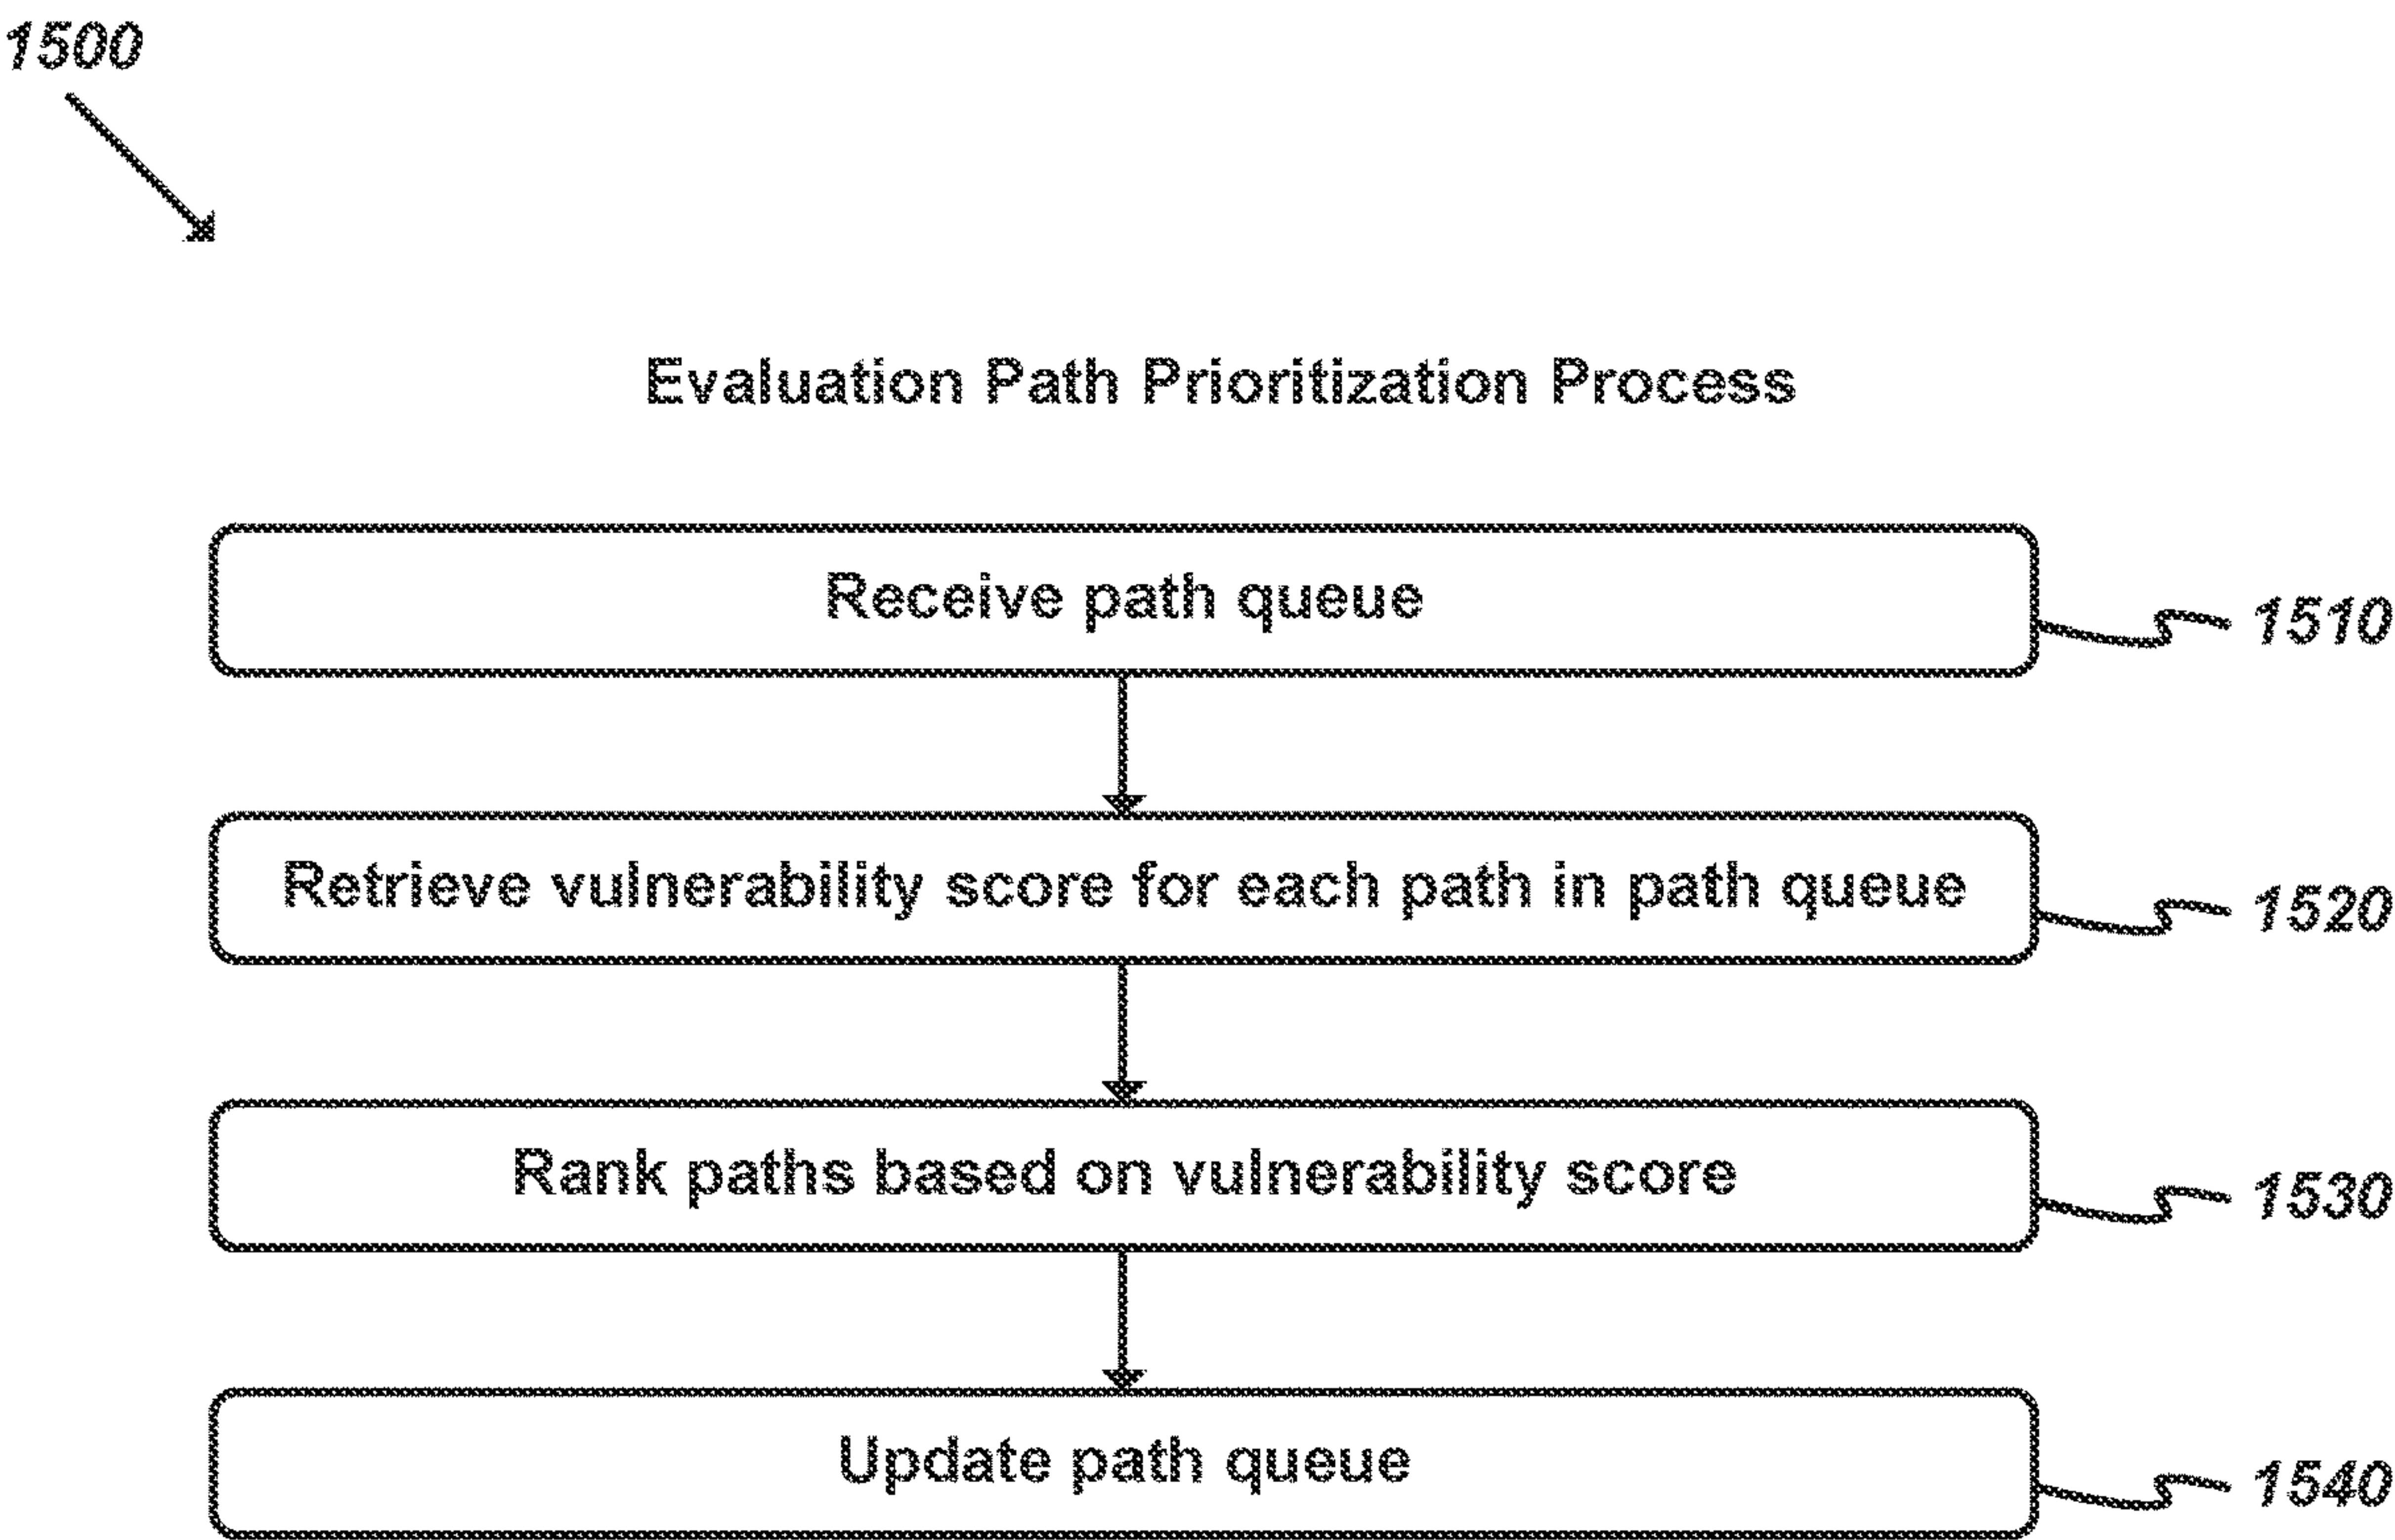 1500
Evaluation Path Prioritization Process
Receive path queue
1510
Retrieve vulnerability score for each path in path queue
1520
Rank paths based on vulnerability score
1530
Update path queue
1540